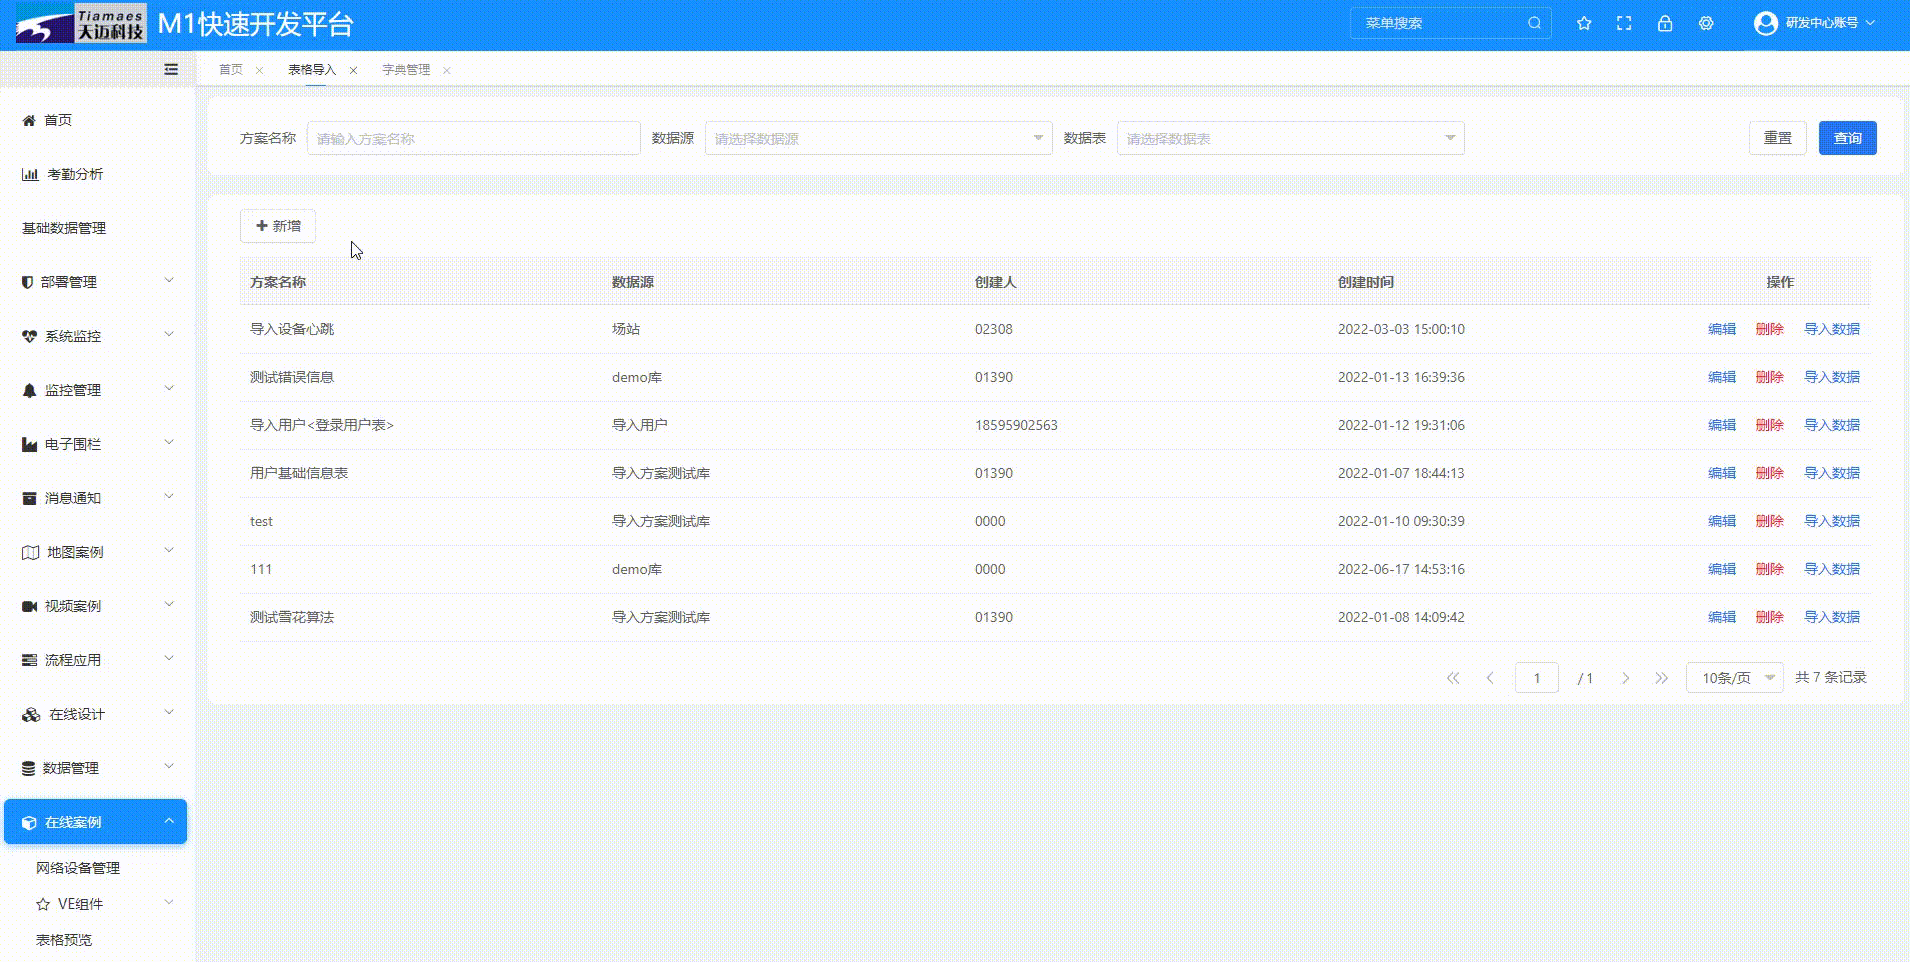 Tiamaes
天迈科技
M1快速开发平台
菜单搜索
研发中心账号
首页
表格导入
字典管理
首页
考勤分析
基础数据管理
部署管理
系统监控
监控管理
电子围栏
消息通知
地图案例
视频案例
流程应用
在线设计
数据管理
在线案例
网络设备管理
VE组件
表格预览
方案名称 请输入方案名称 数据源 请选择数据源 数据表 请选择数据表 重置 查询
新增
方案名称 数据源 创建人 创建时间 操作
导入设备心跳 场站 02308 2022-03-03 15:00:10 编辑 删除 导入数据
测试错误信息 demo库 01390 2022-01-13 16:39:36 编辑 删除 导入数据
导入用户<登录用户表> 导入用户 18595902563 2022-01-12 19:31:06 编辑 删除 导入数据
用户基础信息表 导入方案测试库 01390 2022-01-07 18:44:13 编辑 删除 导入数据
test 导入方案测试库 0000 2022-01-10 09:30:39 编辑 删除 导入数据
111 demo库 0000 2022-06-17 14:53:16 编辑 删除 导入数据
测试雪花算法 导入方案测试库 01390 2022-01-08 14:09:42 编辑 删除 导入数据
1 / 1 10条/页 共 7 条记录